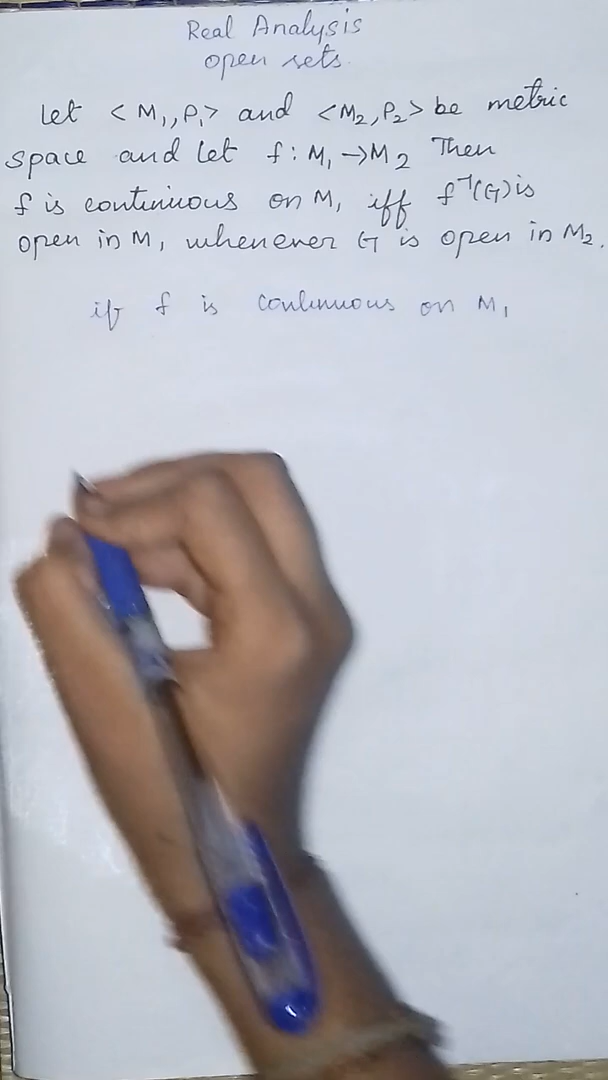 Real Analysis
open sets.
Let <M₁,ρ₁> and <M₂,ρ₂> be metric
space and let f : M₁ → M₂ Then
f is continuous on M₁ iff f⁻¹(G) is
open in M₁ whenever G is open in M₂.
if f is continuous on M₁